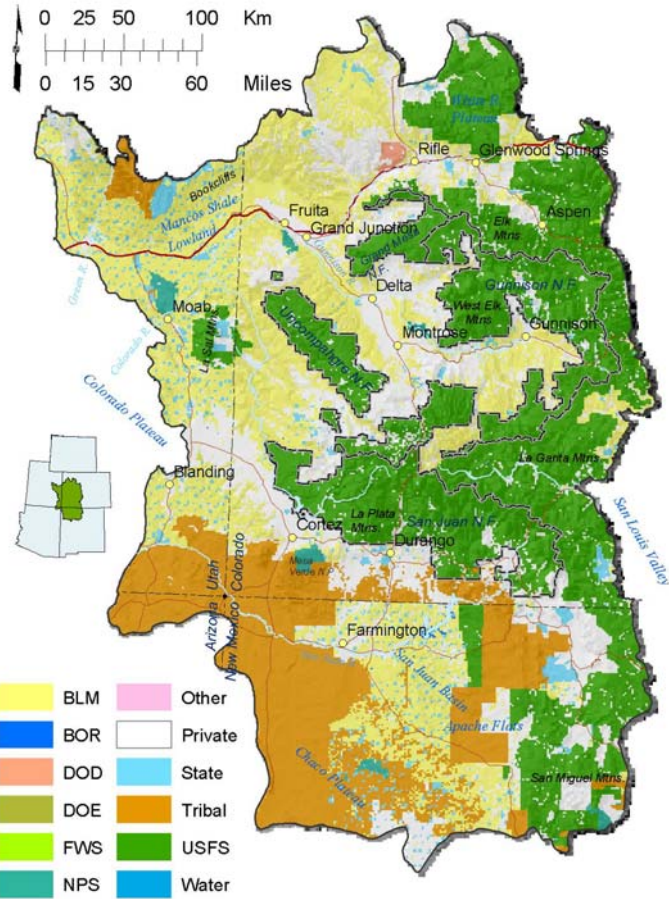 0 50 100 Km
0 15 30 60 Miles
White R.
Plateau
Rifle
Glenwood Springs
Bookcliffs
Mancos Shale
Lowland
Fruita
Grand Junction
Elk
Mtns
Aspen
Grand Mesa
N.F.
Green R.
Delta
Gunnison N.F.
Moab
West Elk
Mtns
Gunnison
La Sal Mtns.
Montrose
Uncompahgre N.F.
Colorado R.
Colorado Plateau
La Garita Mtns.
Blanding
La Plata
Mtns.
San Juan N.F.
San Louis Valley
Cortez
Durango
Mesa
Verde N.P.
Utah
Colorado
Arizona
New Mexico
Farmington
San Juan Basin
Apache Flats
Chaco Plateau
San Miguel Mtns.
BLM Other
BOR Private
DOD State
DOE Tribal
FWS USFS
NPS Water